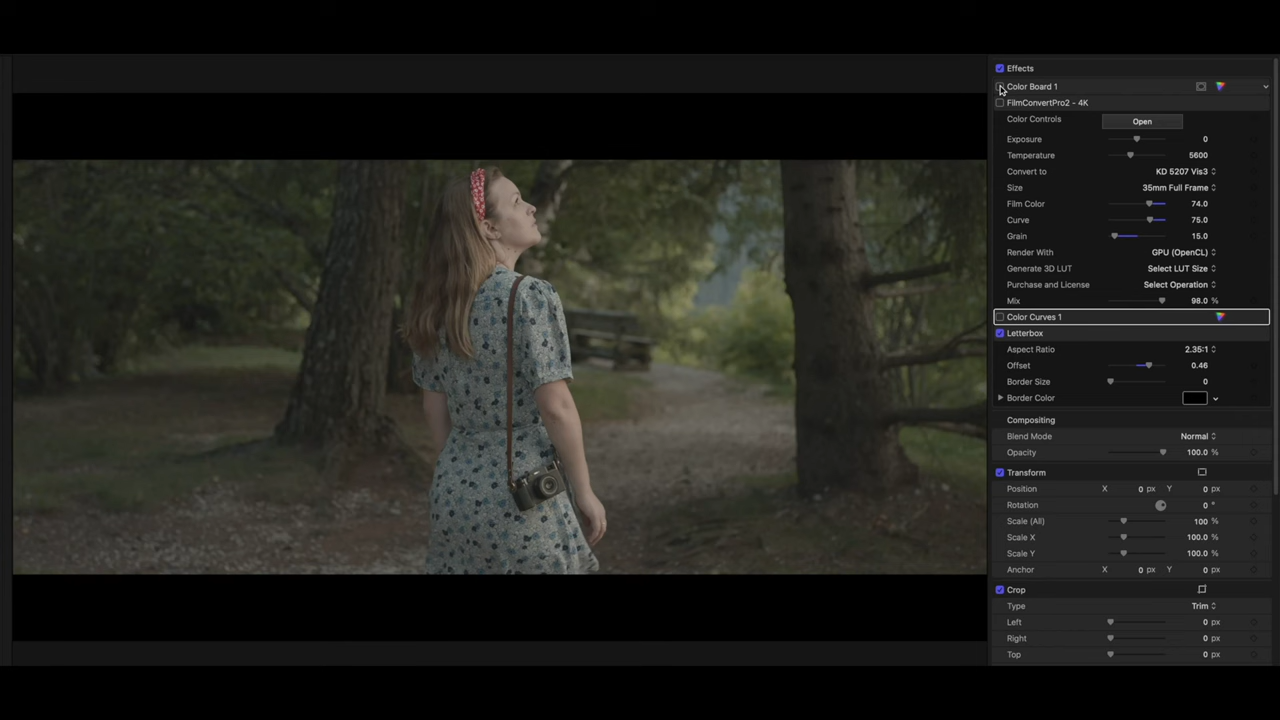 Effects
Color Board 1
FilmConvertPro2 - 4K
Color Controls Open
Exposure 0
Temperature 5600
Convert to KD 5207 Vis3
Size 35mm Full Frame
Film Color 74.0
Curve 75.0
Grain 15.0
Render With GPU (OpenCL)
Generate 3D LUT Select LUT Size
Purchase and License Select Operation
Mix 98.0 %
Color Curves 1
Letterbox
Aspect Ratio 2.35:1
Offset 0.46
Border Size 0
Border Color
Compositing
Blend Mode Normal
Opacity 100.0 %
Transform
Position X 0 px Y 0 px
Rotation 0 °
Scale (All) 100 %
Scale X 100.0 %
Scale Y 100.0 %
Anchor X 0 px Y 0 px
Crop
Type Trim
Left 0 px
Right 0 px
Top 0 px